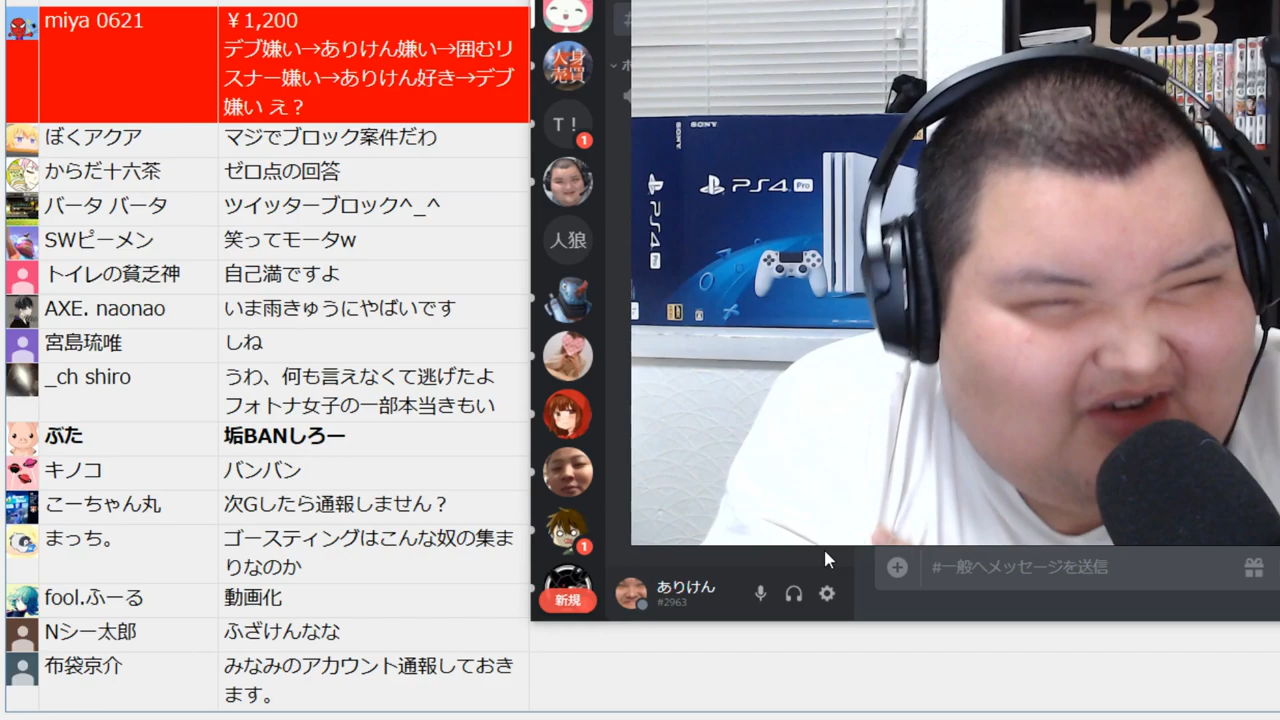 miya 0621
￥1,200
デブ嫌い→ありけん嫌い→囲むリ
スナー嫌い→ありけん好き→デブ
嫌い え？
ぼくアクア
マジでブロック案件だわ
からだ十六茶
ゼロ点の回答
バータ バータ
ツイッターブロック^_^
SWピーメン
笑ってモータw
トイレの貧乏神
自己満ですよ
AXE. naonao
いま雨きゅうにやばいです
宮島琉唯
しね
_ch shiro
うわ、何も言えなくて逃げたよ
フォトナ女子の一部本当きもい
ぶた
垢BANしろー
キノコ
バンバン
こーちゃん丸
次Gしたら通報しません？
まっち。
ゴースティングはこんな奴の集ま
りなのか
fool.ふーる
動画化
Nシー太郎
ふざけんなな
布袋京介
みなみのアカウント通報しておき
ます。
人身
売買
T！
1
人狼
1
新規
ありけん
#2963
#一般へメッセージを送信
SONY
SONY
PS4 Pro
PS4
123